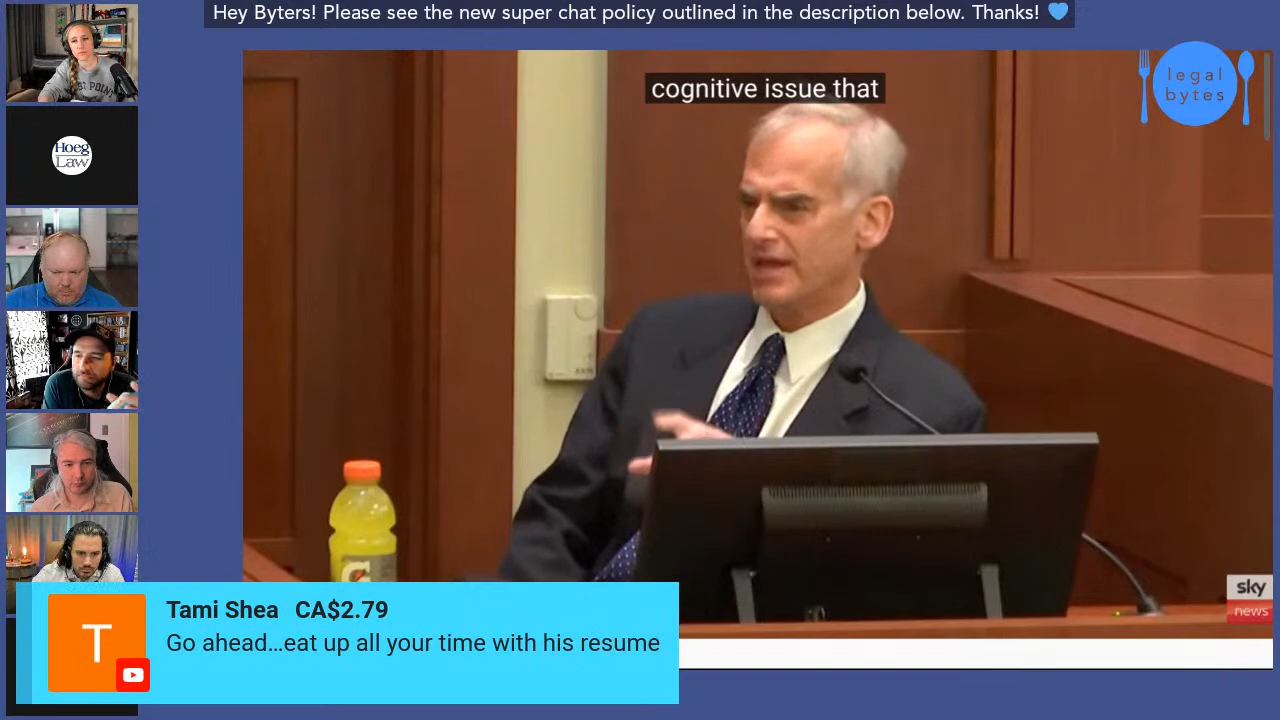 Hey Byters! Please see the new super chat policy outlined in the description below. Thanks! 💙
legal
bytes
cognitive issue that
Hoeg
Law
G
sky
news
T
Tami Shea CA$2.79
Go ahead...eat up all your time with his resume